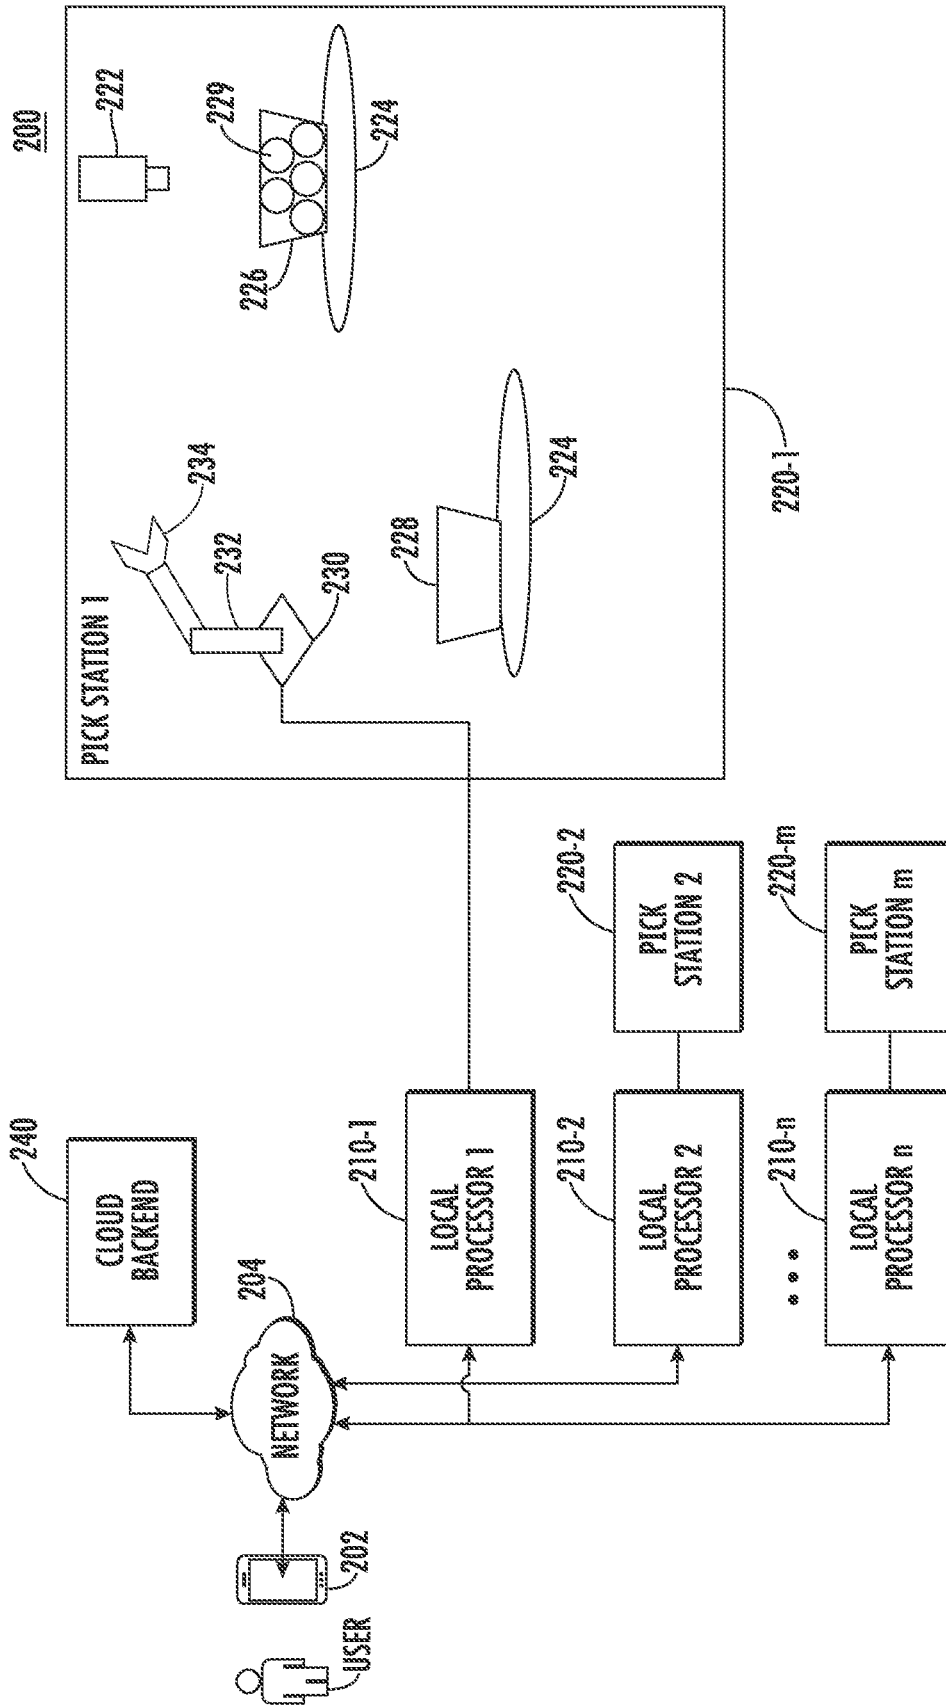 200
PICK STATION 1
222
229
226
224
234
232
230
228
224
220-1
240
CLOUD
BACKEND
204
NETWORK
USER
202
210-1
LOCAL
PROCESSOR 1
210-2
LOCAL
PROCESSOR 2
220-2
PICK
STATION 2
210-n
LOCAL
PROCESSOR n
220-m
PICK
STATION m